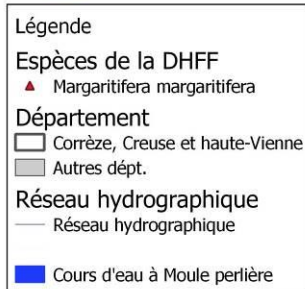 Légende
Espèces de la DHFF
Margaritifera margaritifera
Département
Corrèze, Creuse et haute-Vienne
Autres dépt.
Réseau hydrographique
Réseau hydrographique
Cours d'eau à Moule perlière